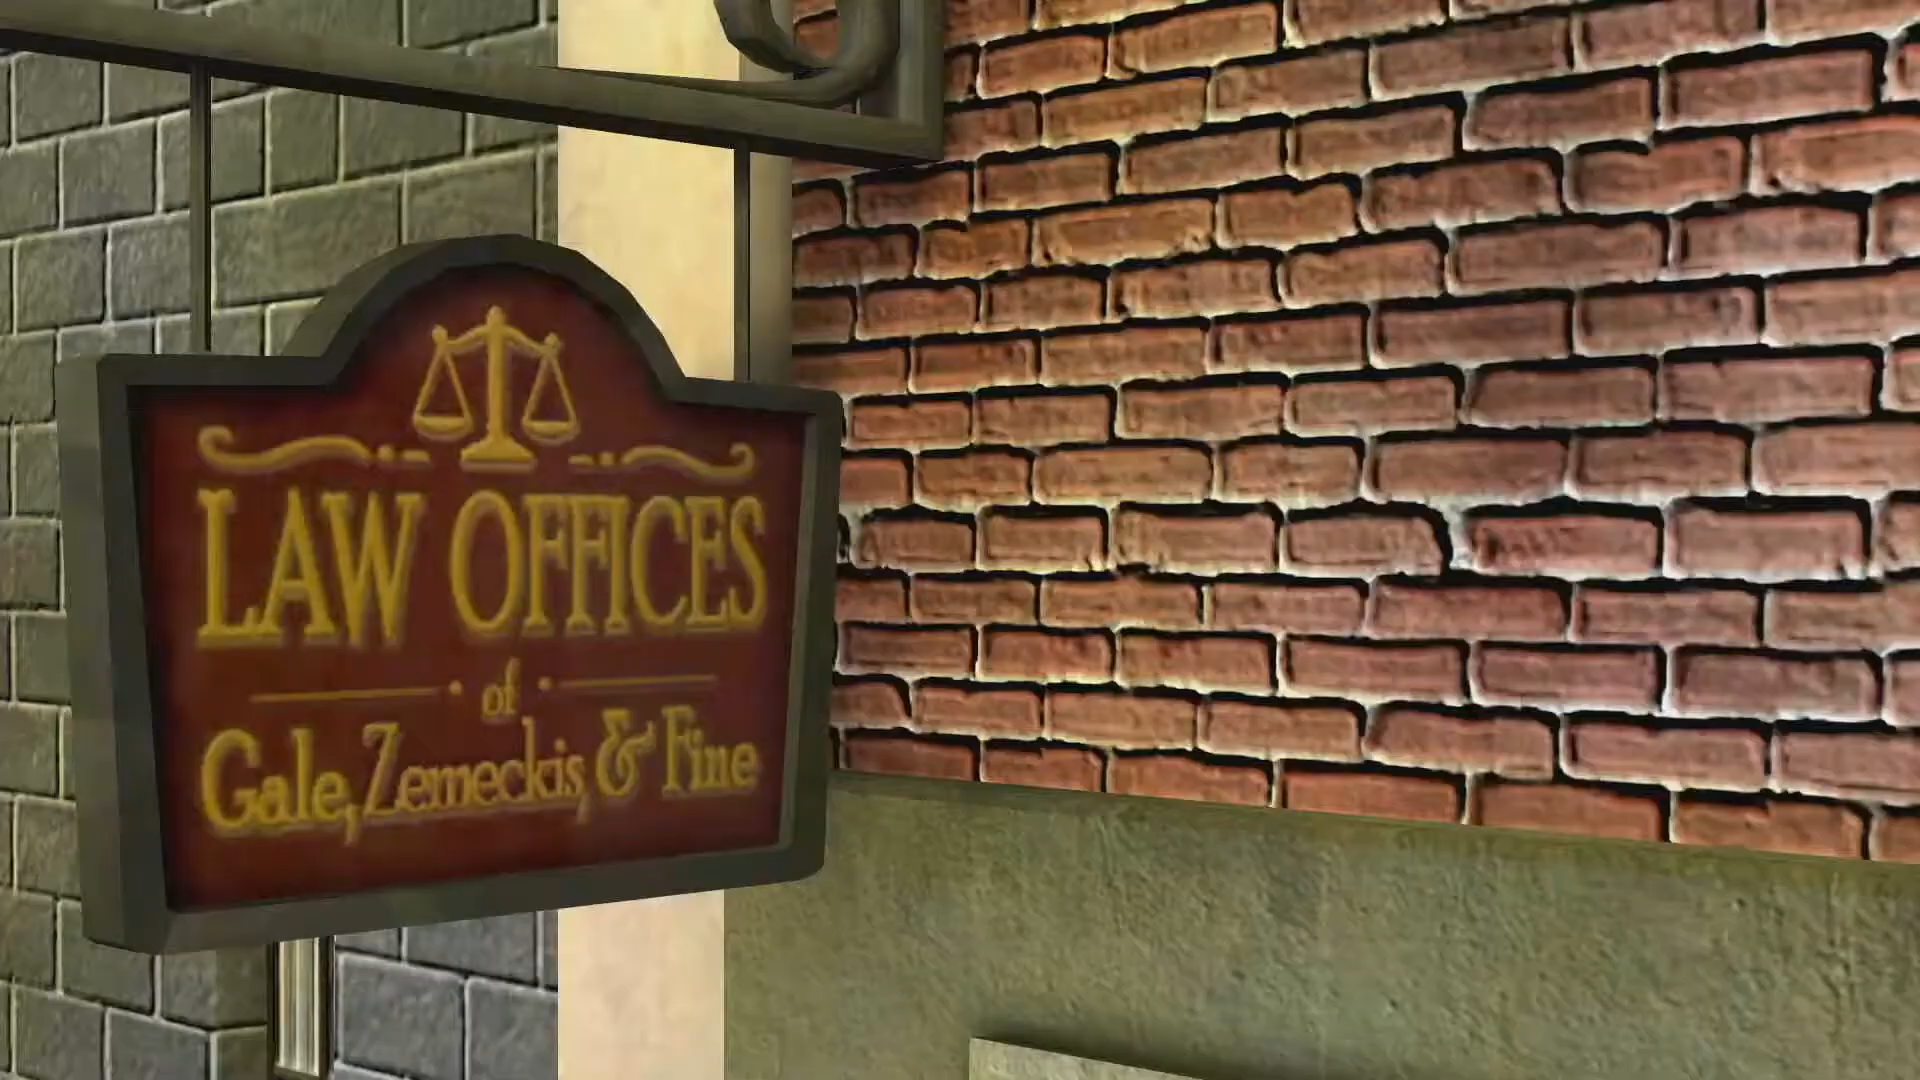 LAW OFFICES
of
Gale, Zemeckis, & Fine